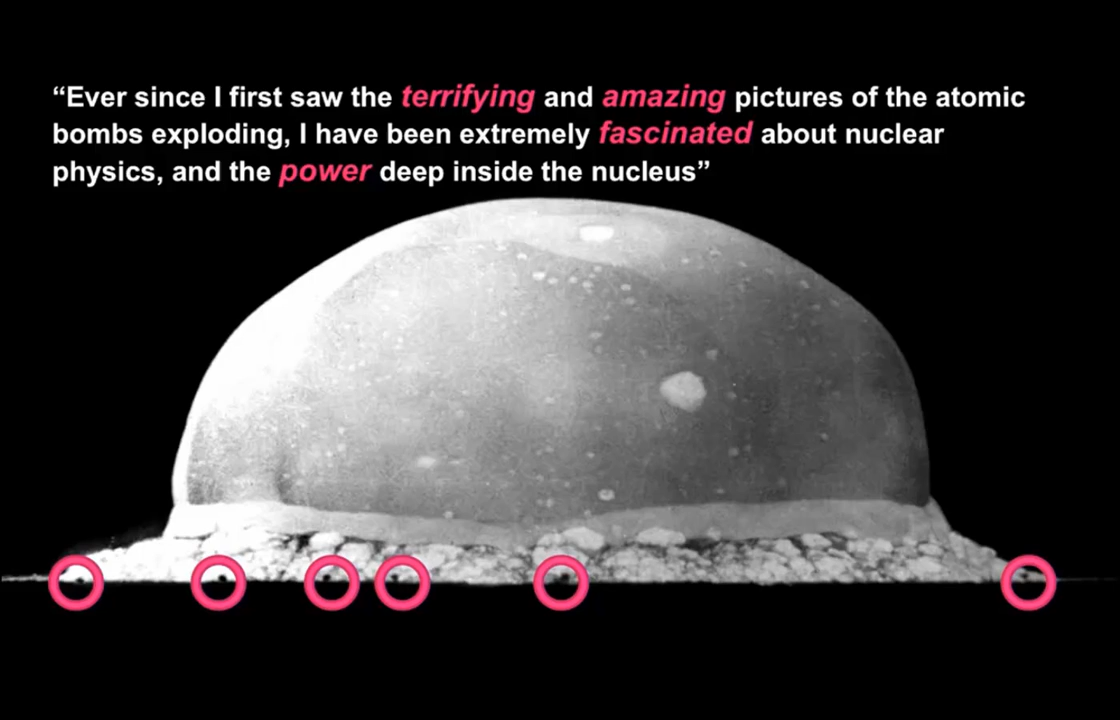 “Ever since I first saw the terrifying and amazing pictures of the atomic
bombs exploding, I have been extremely fascinated about nuclear
physics, and the power deep inside the nucleus”